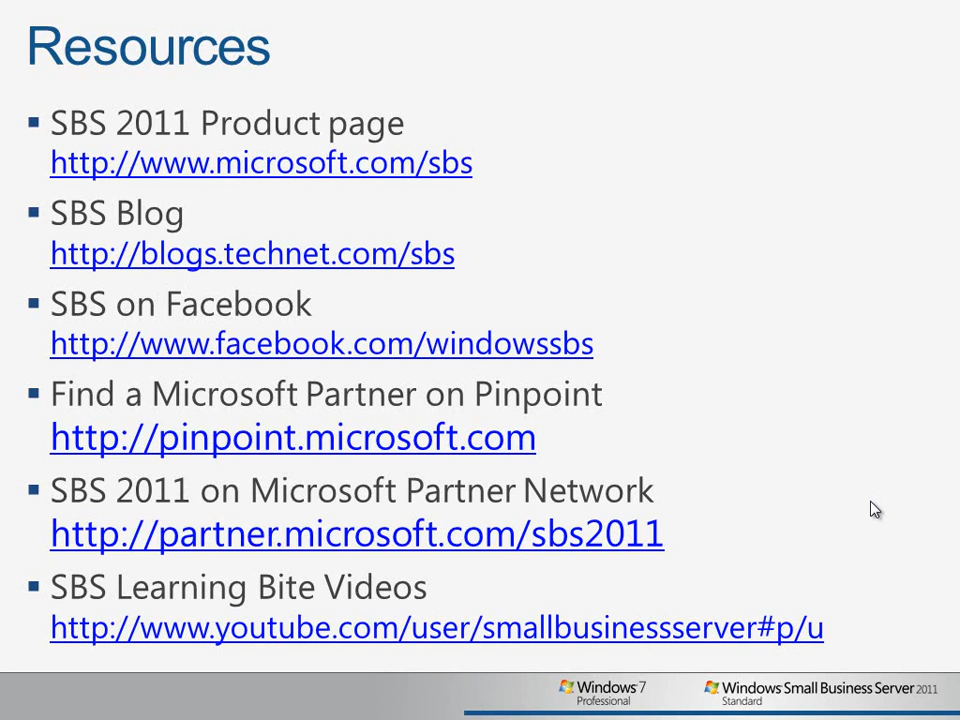 Resources
SBS 2011 Product page
http://www.microsoft.com/sbs
SBS Blog
http://blogs.technet.com/sbs
SBS on Facebook
http://www.facebook.com/windowssbs
Find a Microsoft Partner on Pinpoint
http://pinpoint.microsoft.com
SBS 2011 on Microsoft Partner Network
http://partner.microsoft.com/sbs2011
SBS Learning Bite Videos
http://www.youtube.com/user/smallbusinessserver#p/u
Windows 7
Professional
Windows Small Business Server 2011
Standard